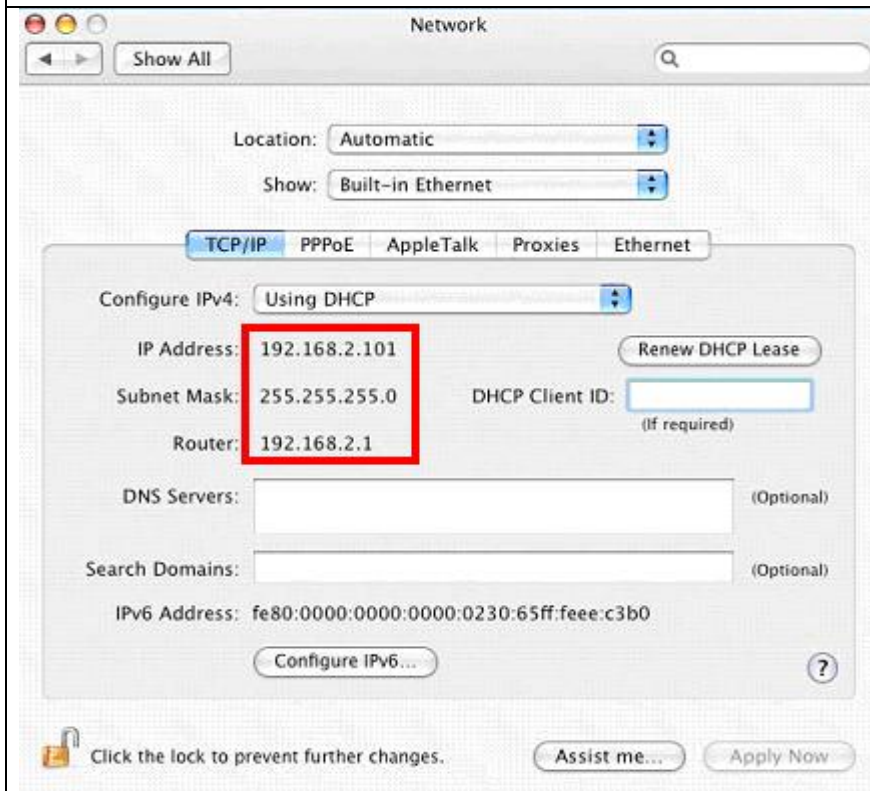 Network
Show All
Location: Automatic
Show: Built-in Ethernet
TCP/IP PPPoE AppleTalk Proxies Ethernet
Configure IPv4: Using DHCP
IP Address: 192.168.2.101 Renew DHCP Lease
Subnet Mask: 255.255.255.0 DHCP Client ID:
(If required)
Router: 192.168.2.1
DNS Servers: (Optional)
Search Domains: (Optional)
IPv6 Address: fe80:0000:0000:0000:0230:65ff:feee:c3b0
Configure IPv6... ?
Click the lock to prevent further changes. Assist me... Apply Now